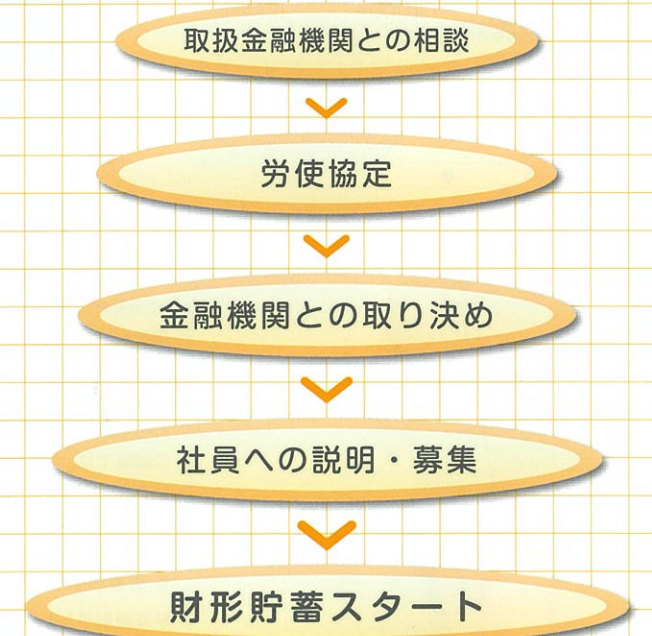 取扱金融機関との相談
労使協定
金融機関との取り決め
社員への説明・募集
財形貯蓄スタート